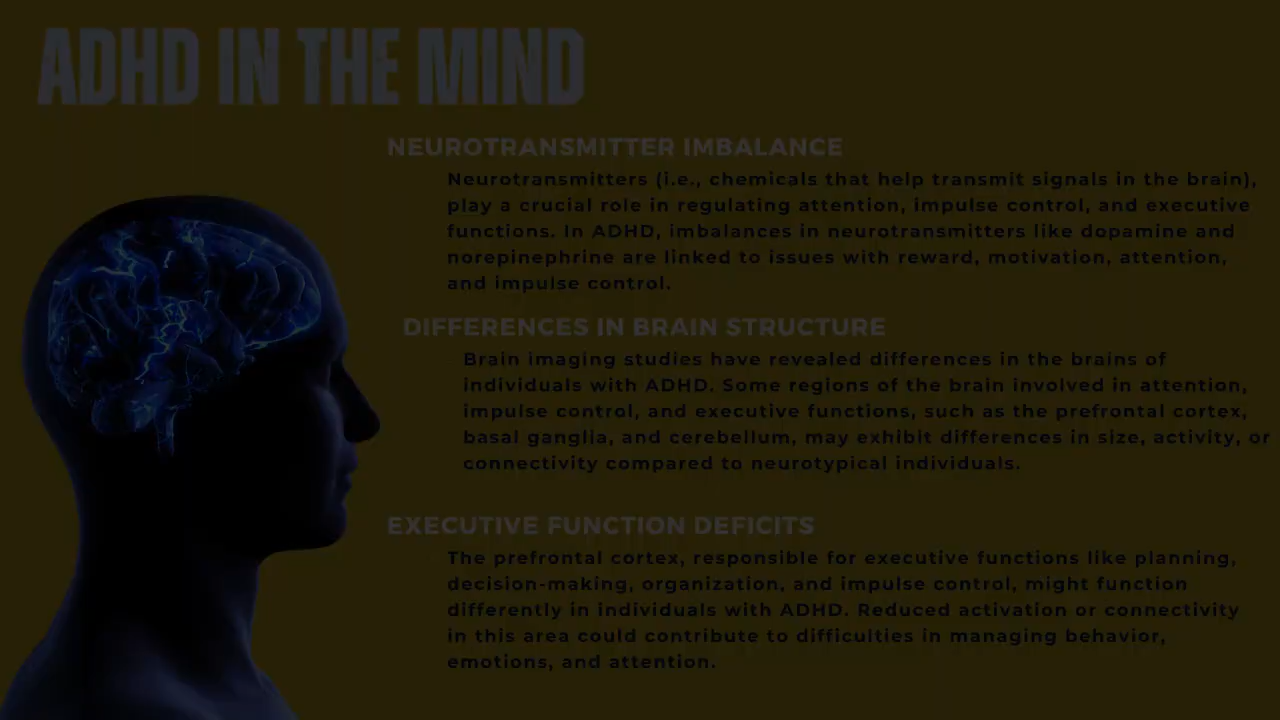 ADHD IN THE MIND
NEUROTRANSMITTER IMBALANCE
Neurotransmitters (i.e., chemicals that help transmit signals in the brain),
play a crucial role in regulating attention, impulse control, and executive
functions. In ADHD, imbalances in neurotransmitters like dopamine and
norepinephrine are linked to issues with reward, motivation, attention,
and impulse control.
DIFFERENCES IN BRAIN STRUCTURE
Brain imaging studies have revealed differences in the brains of
individuals with ADHD. Some regions of the brain involved in attention,
impulse control, and executive functions, such as the prefrontal cortex,
basal ganglia, and cerebellum, may exhibit differences in size, activity, or
connectivity compared to neurotypical individuals.
EXECUTIVE FUNCTION DEFICITS
The prefrontal cortex, responsible for executive functions like planning,
decision-making, organization, and impulse control, might function
differently in individuals with ADHD. Reduced activation or connectivity
in this area could contribute to difficulties in managing behavior,
emotions, and attention.